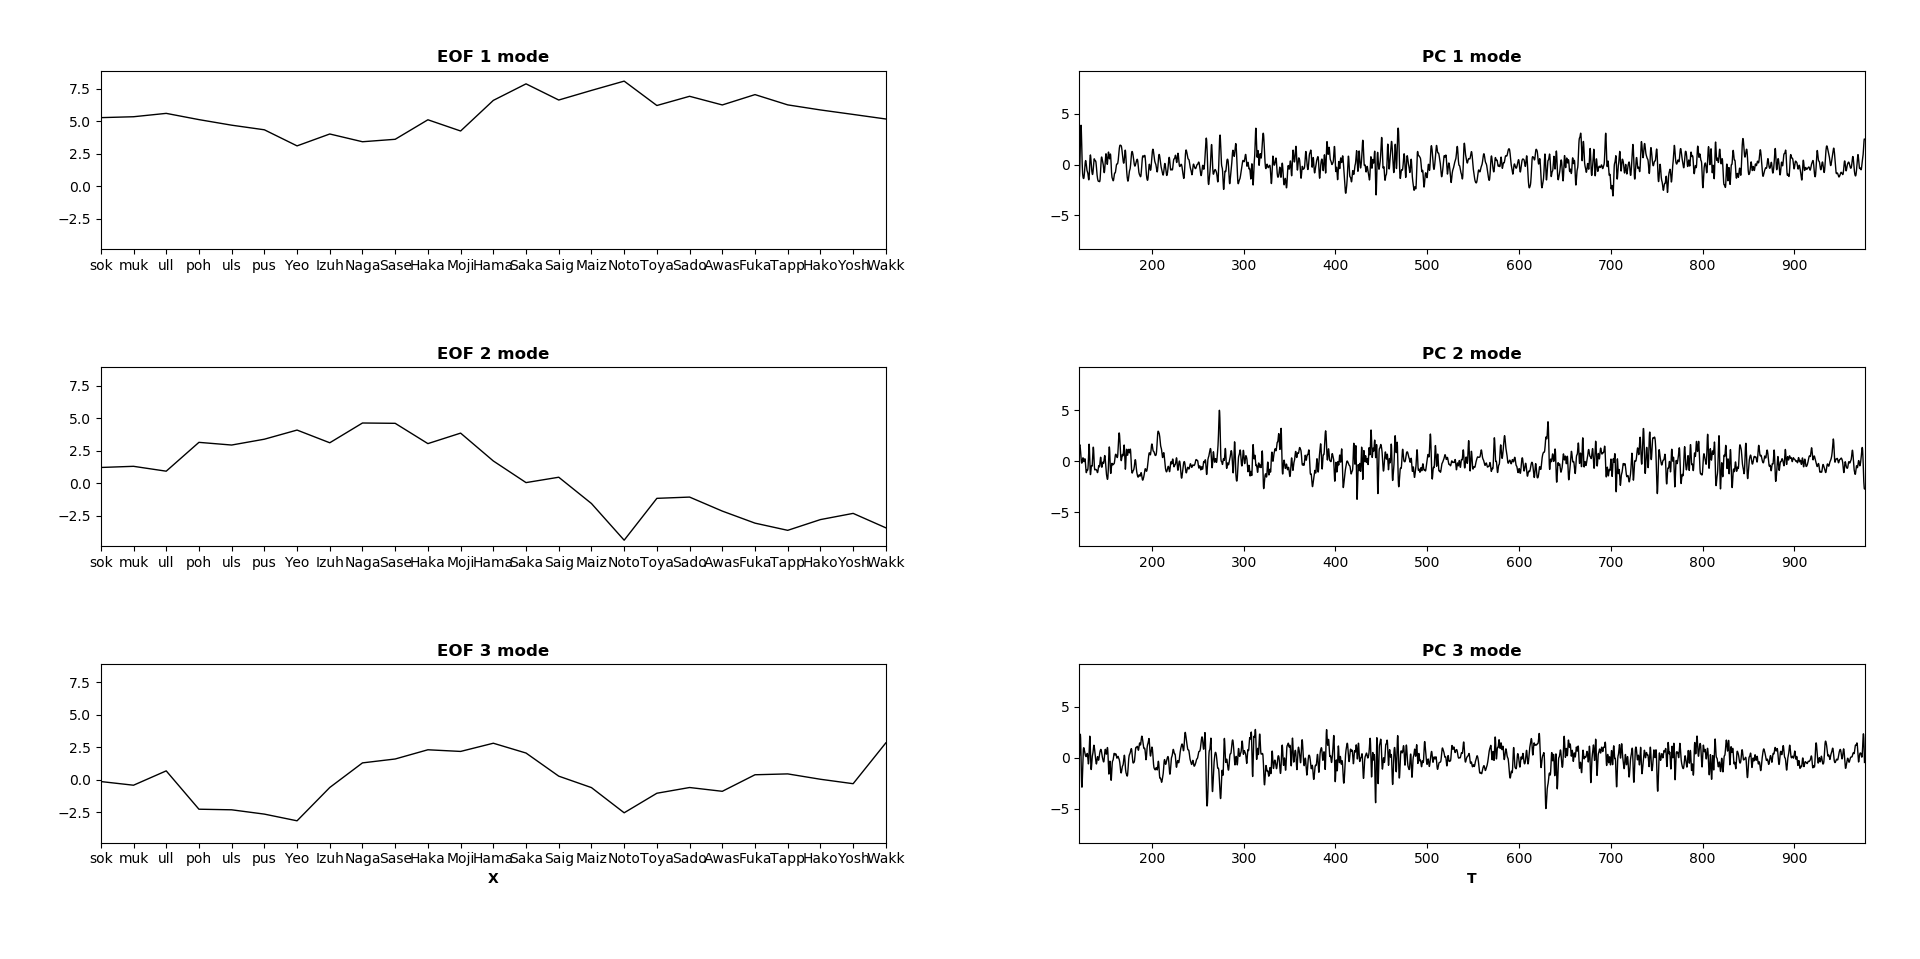 EOF 1 mode
7.5
5.0
2.5
0.0
−2.5
sok muk ull poh uls pus Yeo Izuh Naga Sase Haka Moji Hama Saka Saig Maiz Noto Toya Sado Awas Fuka Tapp Hako Yosh Wakk
PC 1 mode
5
0
−5
200 300 400 500 600 700 800 900
EOF 2 mode
7.5
5.0
2.5
0.0
−2.5
sok muk ull poh uls pus Yeo Izuh Naga Sase Haka Moji Hama Saka Saig Maiz Noto Toya Sado Awas Fuka Tapp Hako Yosh Wakk
PC 2 mode
5
0
−5
200 300 400 500 600 700 800 900
EOF 3 mode
7.5
5.0
2.5
0.0
−2.5
sok muk ull poh uls pus Yeo Izuh Naga Sase Haka Moji Hama Saka Saig Maiz Noto Toya Sado Awas Fuka Tapp Hako Yosh Wakk
X
PC 3 mode
5
0
−5
200 300 400 500 600 700 800 900
T